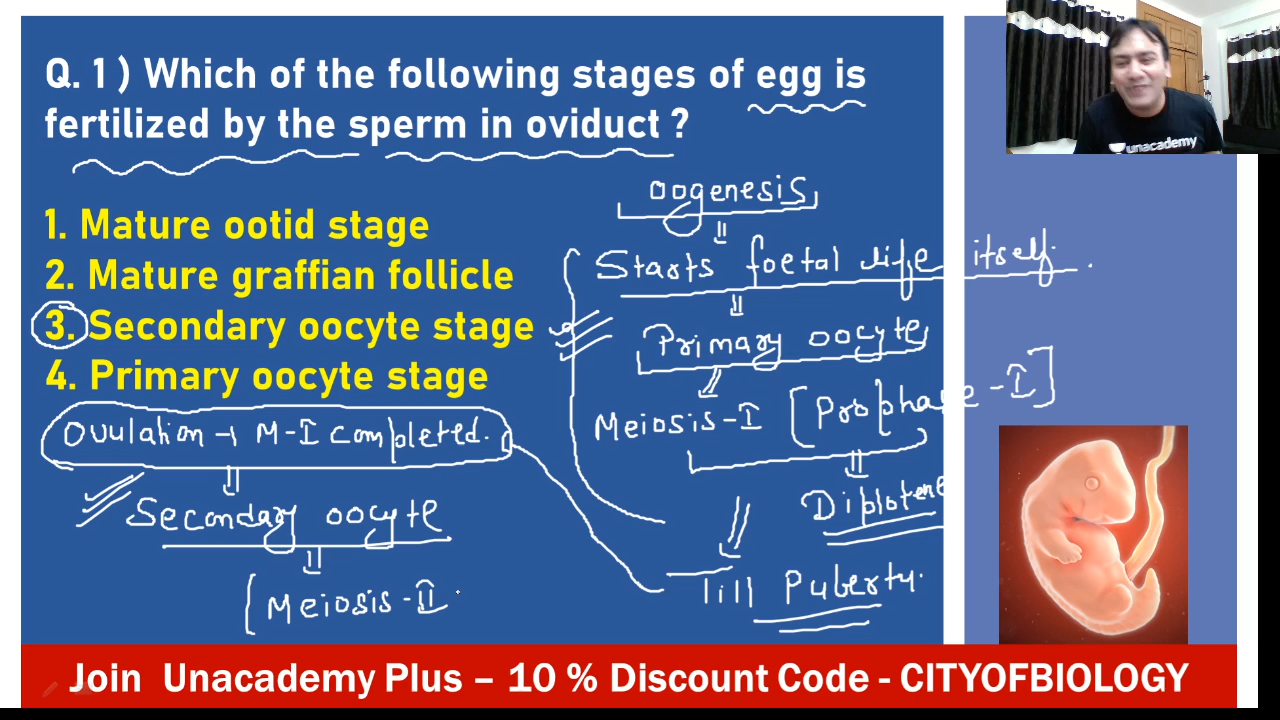 Q. 1 ) Which of the following stages of egg is
fertilized by the sperm in oviduct ?
1. Mature ootid stage
2. Mature graffian follicle
3. Secondary oocyte stage
4. Primary oocyte stage
Ovulation → M-I completed.
Secondary oocyte
[Meiosis-II
oogenesis
Starts foetal life itself.
Primary oocyte
Meiosis-I [Prophase-I]
Diplotene
Till Puberty.
unacademy
Join Unacademy Plus – 10 % Discount Code - CITYOFBIOLOGY